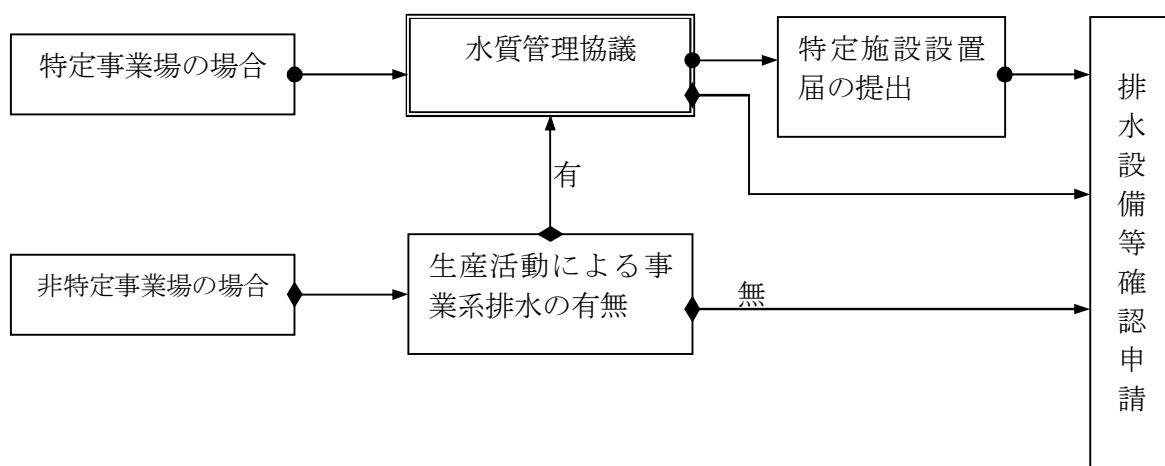 特定事業場の場合
水質管理協議
特定施設設置
届の提出
有
非特定事業場の場合
生産活動による事
業系排水の有無
無
排水設備等確認申請